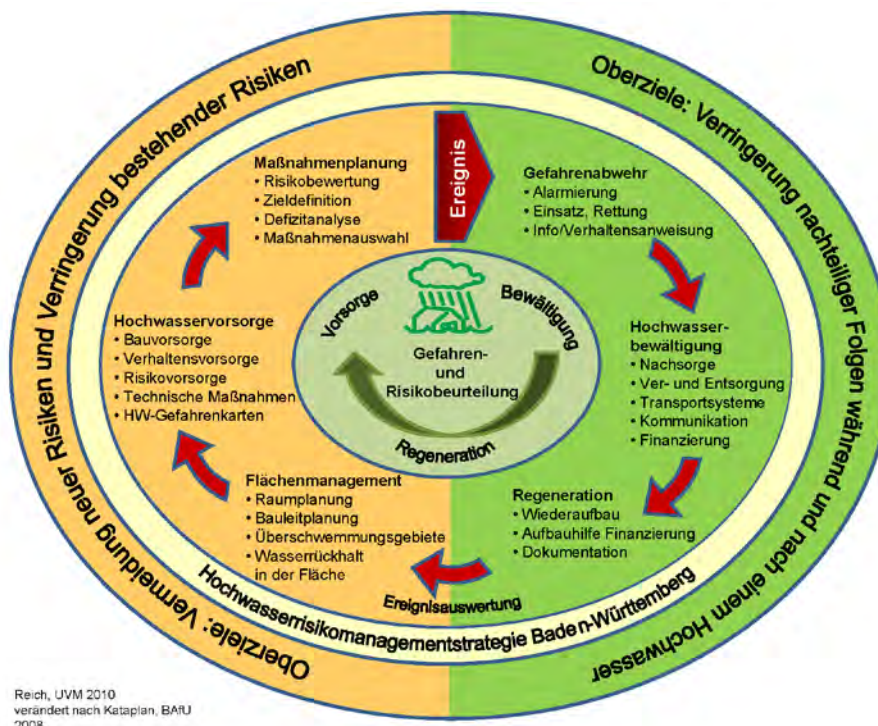 Oberziele: Vermeidung neuer Risiken und Verringerung bestehender Risiken
Oberziele: Verringerung nachteiliger Folgen während und nach einem Hochwasser
Hochwasserrisikomanagementstrategie Baden-Württemberg
Maßnahmenplanung
• Risikobewertung
• Zieldefinition
• Defizitanalyse
• Maßnahmenauswahl
Ereignis
Gefahrenabwehr
• Alarmierung
• Einsatz, Rettung
• Info/Verhaltensanweisung
Hochwasser-
bewältigung
• Nachsorge
• Ver- und Entsorgung
• Transportsysteme
• Kommunikation
• Finanzierung
Regeneration
• Wiederaufbau
• Aufbauhilfe Finanzierung
• Dokumentation
Ereignisauswertung
Flächenmanagement
• Raumplanung
• Bauleitplanung
• Überschwemmungsgebiete
• Wasserrückhalt
in der Fläche
Hochwasservorsorge
• Bauvorsorge
• Verhaltensvorsorge
• Risikovorsorge
• Technische Maßnahmen
• HW-Gefahrenkarten
Vorsorge
Bewältigung
Gefahren-
und
Risikobeurteilung
Regeneration
Reich, UVM 2010
verändert nach Kataplan, BAfU
2008